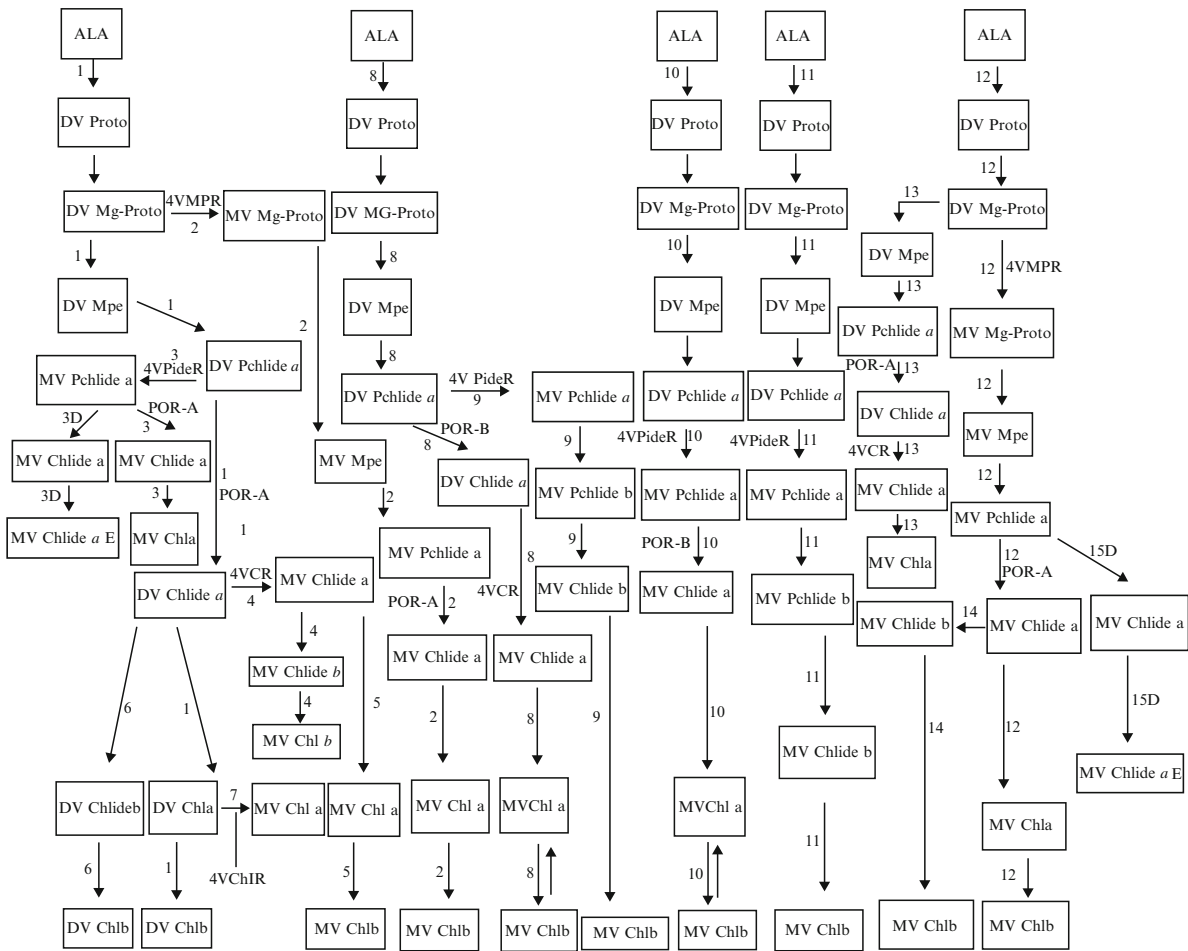 ALA ALA ALA ALA ALA
1 8 10 11 12
DV Proto DV Proto DV Proto DV Proto DV Proto
12
4VMPR 13
DV Mg-Proto MV Mg-Proto DV MG-Proto DV Mg-Proto DV Mg-Proto DV Mg-Proto
2
1 8 10 11 DV Mpe 12 4VMPR
13
DV Mpe 1 DV Mpe DV Mpe DV Mpe
2 DV Pchlide a MV Mg-Proto
3 8
4VPideR DV Pchlide a POR-A 13
MV Pchlide a 4V PideR 12
DV Pchlide a 9 MV Pchlide a DV Pchlide a DV Pchlide a
3D POR-A DV Chlide a
3 POR-B 9 4VPideR 10 4VPideR 11 MV Mpe
8 4VCR 13
MV Chlide a MV Chlide a 1 MV Mpe 12
DV Chlide a MV Pchlide b MV Pchlide a MV Pchlide a MV Chlide a
3D 3 POR-A 2
13 MV Pchlide a
MV Chlide a E MV Chla 1 MV Pchlide a 9 POR-B 10 11
8 MV Chla 12 15D
POR-A
4VCR MV Chlide a
DV Chlide a 4 POR-A 2 4VCR MV Chlide b MV Chlide a MV Pchlide b
4 MV Chlide b 14 MV Chlide a MV Chlide a
MV Chlide b MV Chlide a MV Chlide a
11
6 1 4 5 2 8 9 10 14 12 15D
MV Chl b MV Chlide b
MV Chlide a E
7
DV Chlideb DV Chla MV Chl a MV Chl a MV Chl a MVChl a MVChl a MV Chla
6 1 4VChIR 5 2 8 10 11 12
DV Chlb DV Chlb MV Chlb MV Chlb MV Chlb MV Chlb MV Chlb MV Chlb MV Chlb MV Chlb